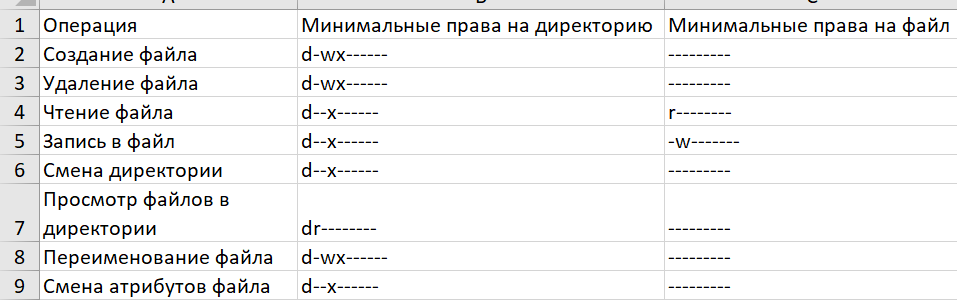 1 Операция Минимальные права на директорию Минимальные права на файл
2 Создание файла d-wx------ ---------
3 Удаление файла d-wx------ ---------
4 Чтение файла d--x------ r--------
5 Запись в файл d--x------ -w-------
6 Смена директории d--x------ ---------
Просмотр файлов в
7 директории dr-------- ---------
8 Переименование файла d-wx------ ---------
9 Смена атрибутов файла d--x------ ---------